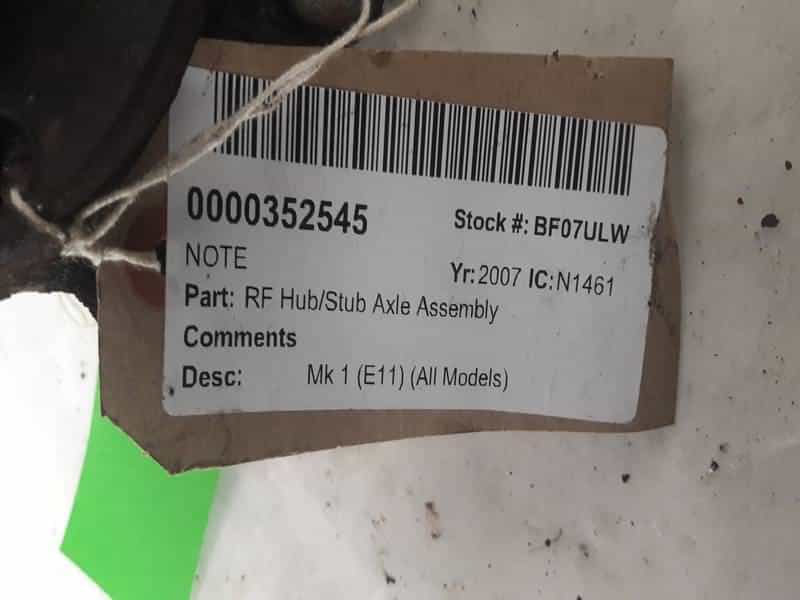 0000352545 Stock #: BF07ULW
NOTE Yr: 2007 IC: N1461
Part: RF Hub/Stub Axle Assembly
Comments
Desc: Mk 1 (E11) (All Models)